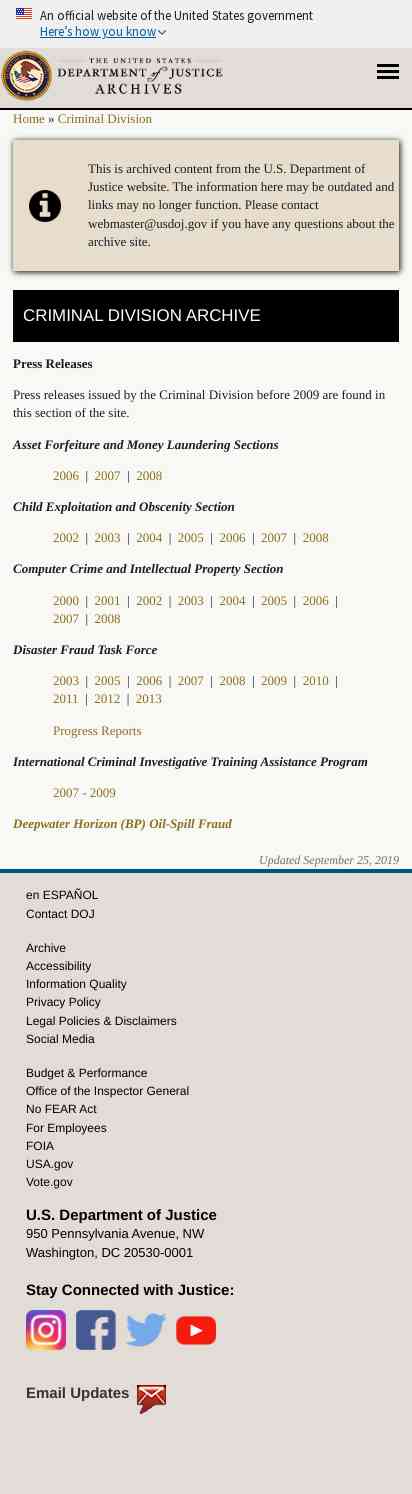 An official website of the United States government
Here's how you know
THE UNITED STATES
DEPARTMENT of JUSTICE
ARCHIVES
Home » Criminal Division
This is archived content from the U.S. Department of
Justice website. The information here may be outdated and
links may no longer function. Please contact
webmaster@usdoj.gov if you have any questions about the
archive site.
CRIMINAL DIVISION ARCHIVE
Press Releases
Press releases issued by the Criminal Division before 2009 are found in
this section of the site.
Asset Forfeiture and Money Laundering Sections
2006 | 2007 | 2008
Child Exploitation and Obscenity Section
2002 | 2003 | 2004 | 2005 | 2006 | 2007 | 2008
Computer Crime and Intellectual Property Section
2000 | 2001 | 2002 | 2003 | 2004 | 2005 | 2006 |
2007 | 2008
Disaster Fraud Task Force
2003 | 2005 | 2006 | 2007 | 2008 | 2009 | 2010 |
2011 | 2012 | 2013
Progress Reports
International Criminal Investigative Training Assistance Program
2007 - 2009
Deepwater Horizon (BP) Oil-Spill Fraud
Updated September 25, 2019
en ESPAÑOL
Contact DOJ
Archive
Accessibility
Information Quality
Privacy Policy
Legal Policies & Disclaimers
Social Media
Budget & Performance
Office of the Inspector General
No FEAR Act
For Employees
FOIA
USA.gov
Vote.gov
U.S. Department of Justice
950 Pennsylvania Avenue, NW
Washington, DC 20530-0001
Stay Connected with Justice:
Email Updates